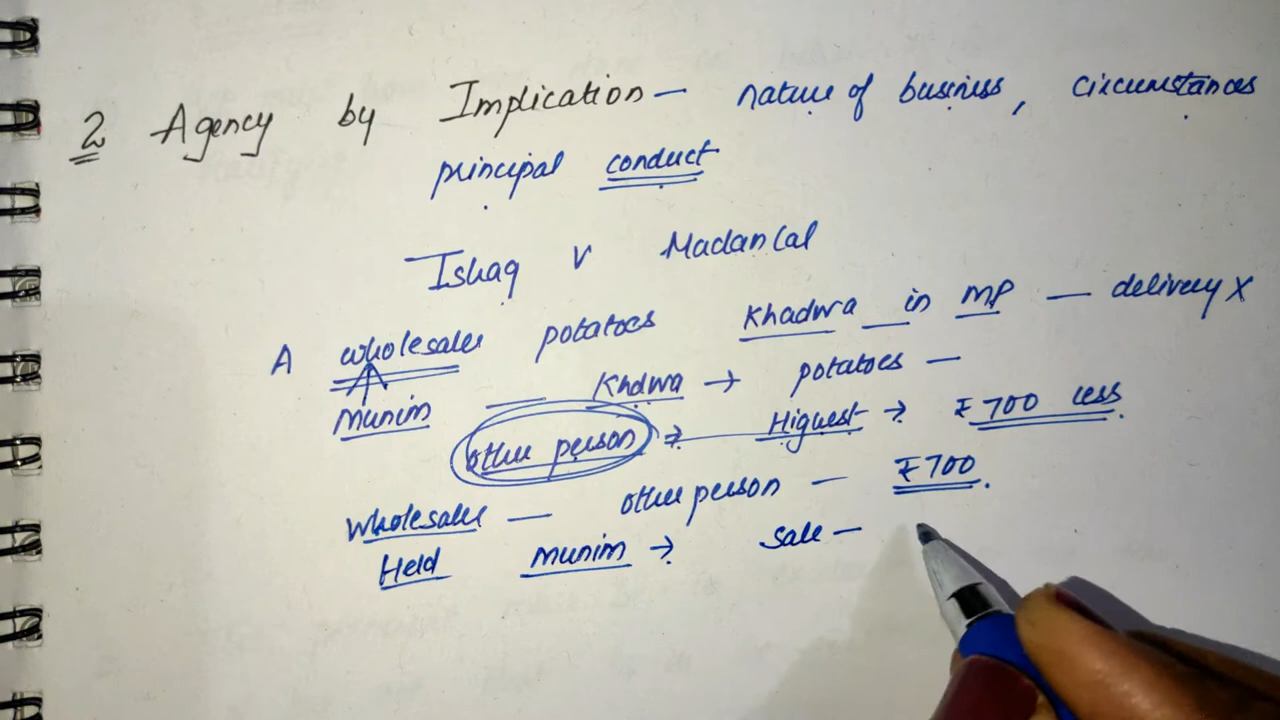 2 Agency by Implication — nature of business, circumstances
principal conduct
Ishaq v Madanlal
A wholesaler potatoes Khadwa in MP — delivery X
munim — Khdwa → potatoes —
other person → Highest → ₹700 less
wholesaler — other person — ₹700.
Held munim → sale —